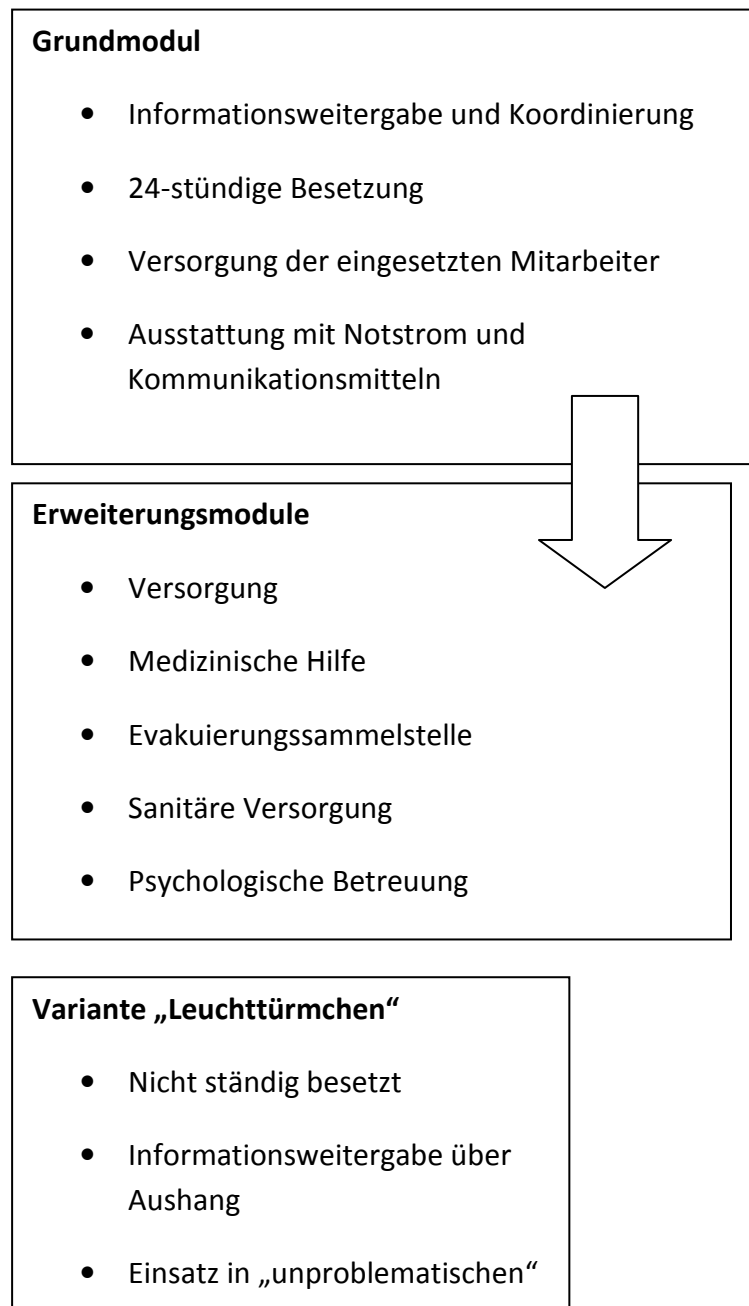 Grundmodul
• Informationsweitergabe und Koordinierung
• 24-stündige Besetzung
• Versorgung der eingesetzten Mitarbeiter
• Ausstattung mit Notstrom und
Kommunikationsmitteln
Erweiterungsmodule
• Versorgung
• Medizinische Hilfe
• Evakuierungssammelstelle
• Sanitäre Versorgung
• Psychologische Betreuung
Variante „Leuchttürmchen“
• Nicht ständig besetzt
• Informationsweitergabe über
Aushang
• Einsatz in „unproblematischen“